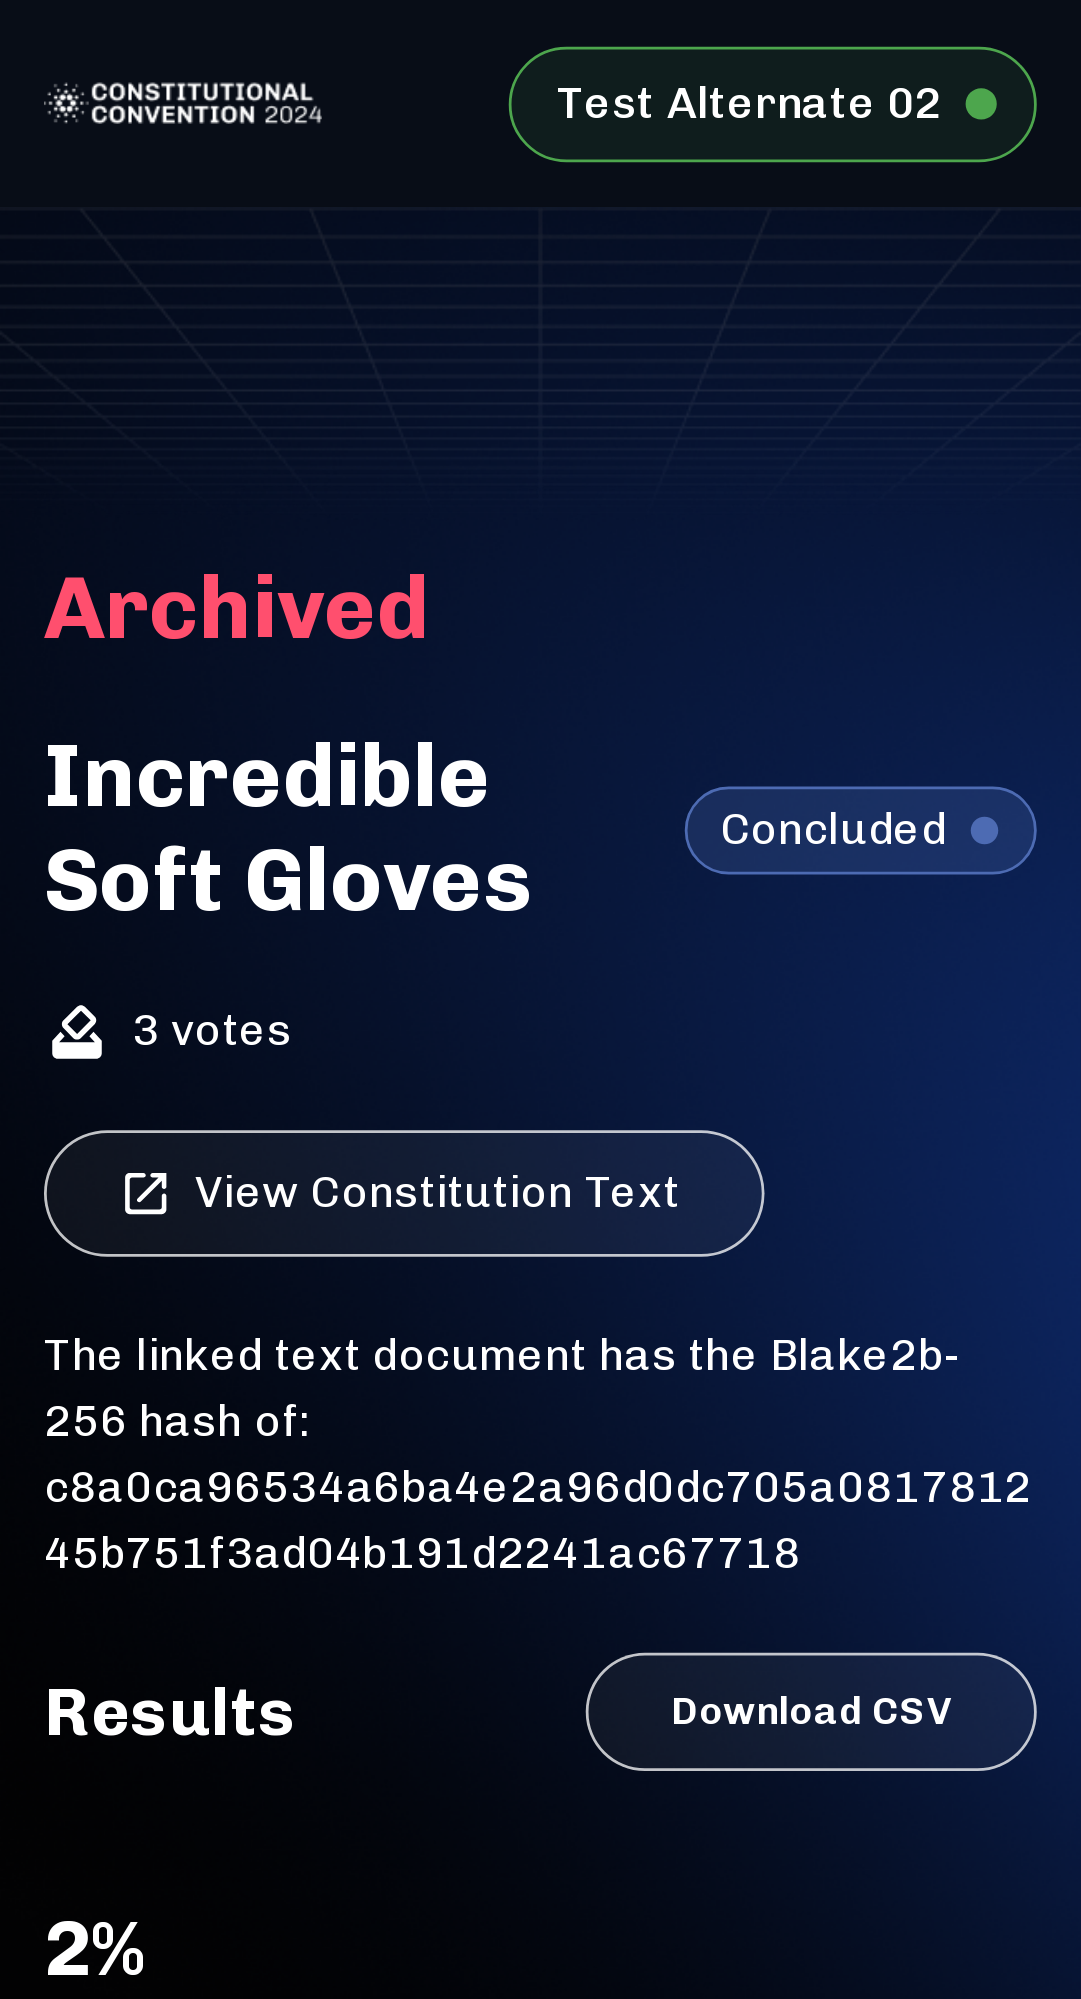 CONSTITUTIONAL
CONVENTION 2024
Test Alternate 02
Archived
Incredible
Soft Gloves
Concluded
3 votes
View Constitution Text
The linked text document has the Blake2b-
256 hash of:
c8a0ca96534a6ba4e2a96d0dc705a0817812
45b751f3ad04b191d2241ac67718
Results
Download CSV
2%